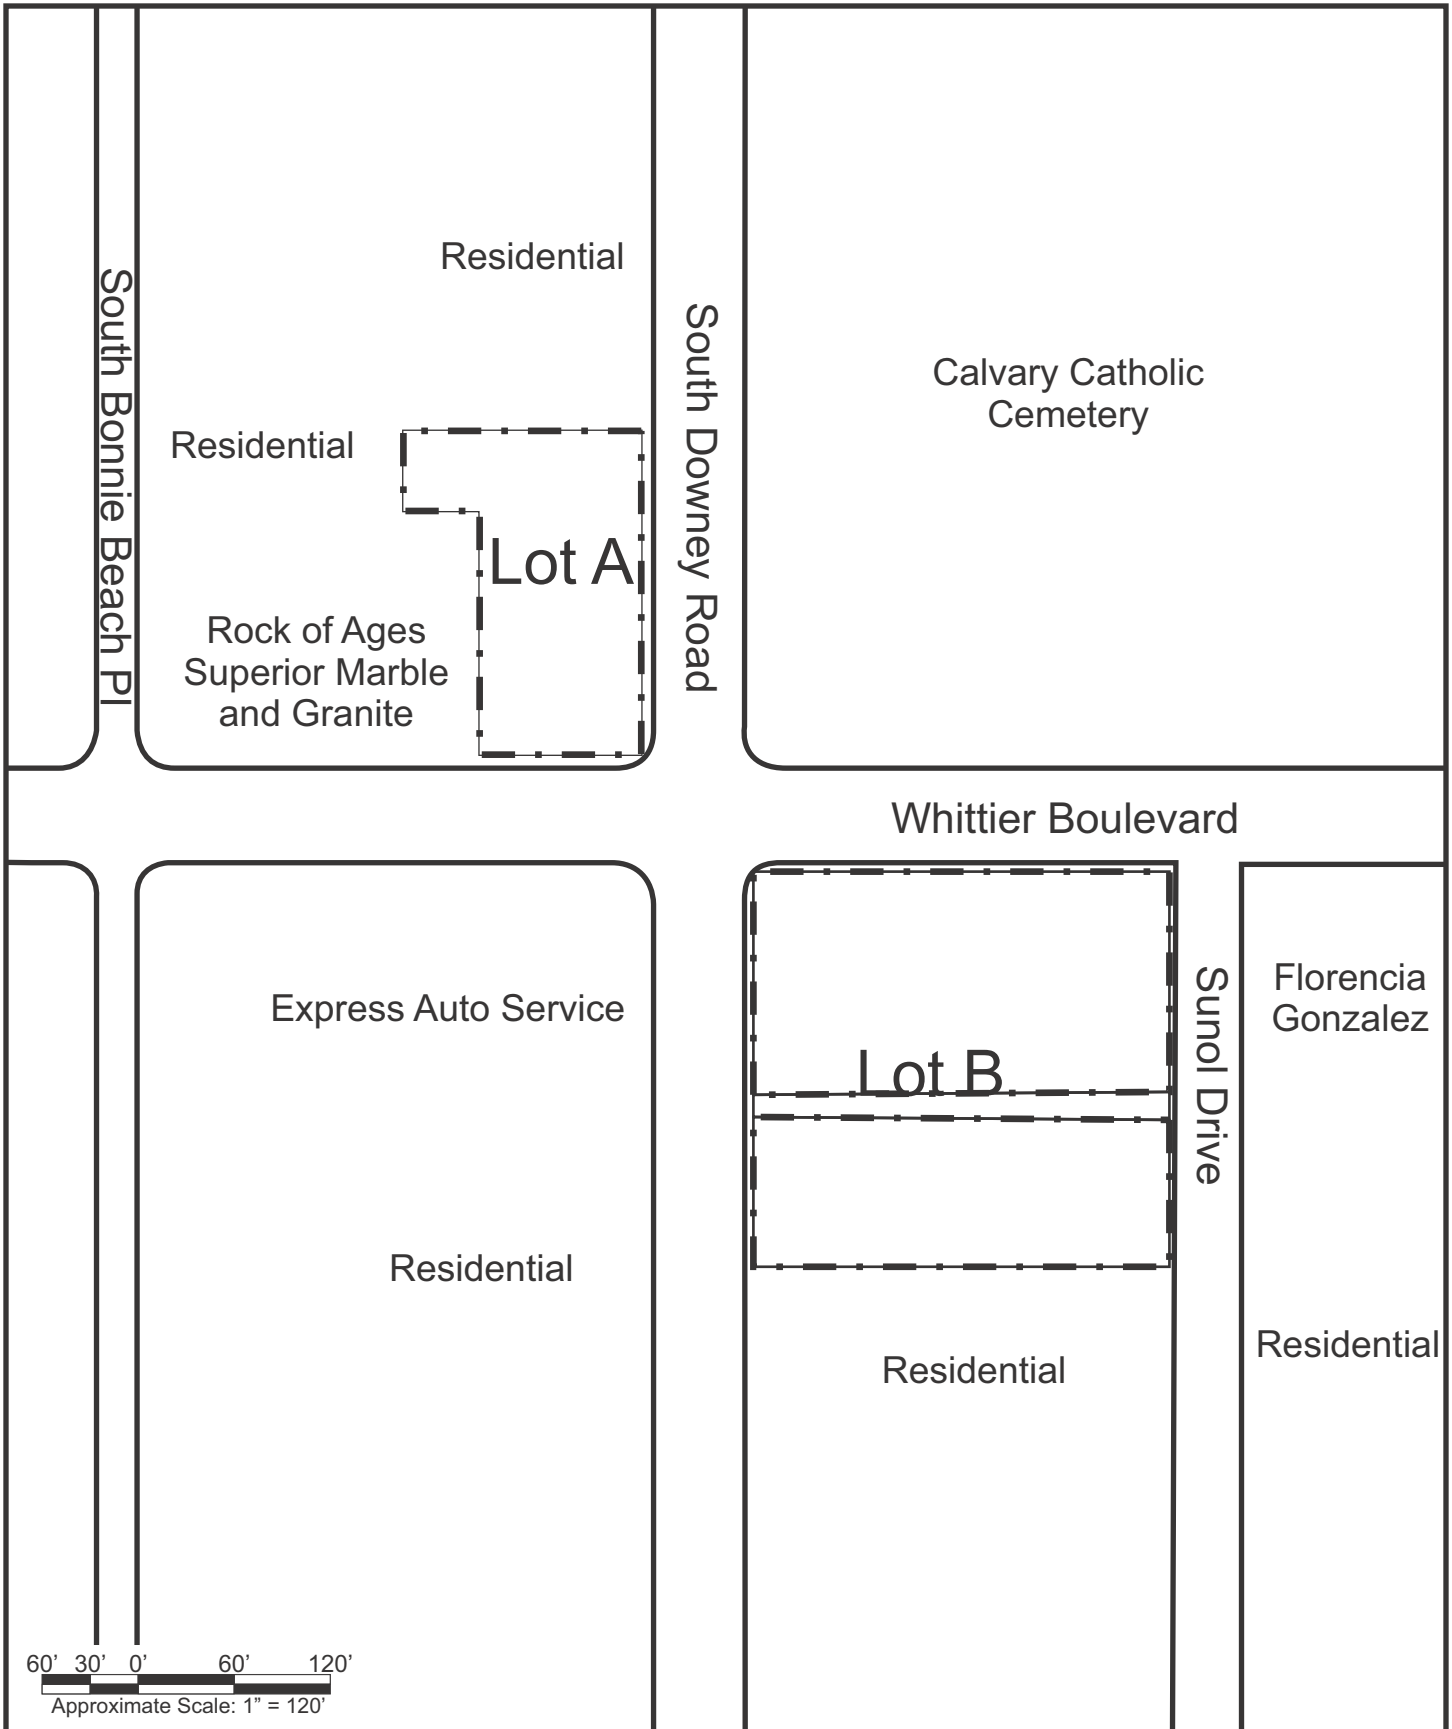 Residential
South Bonnie Beach Pl
South Downey Road
Calvary Catholic
Cemetery
Residential
Lot A
Rock of Ages
Superior Marble
and Granite
Whittier Boulevard
Express Auto Service
Lot B
Sunol Drive
Florencia
Gonzalez
Residential
Residential
Residential
60’ 30’ 0’ 60’ 120’
Approximate Scale: 1” = 120’